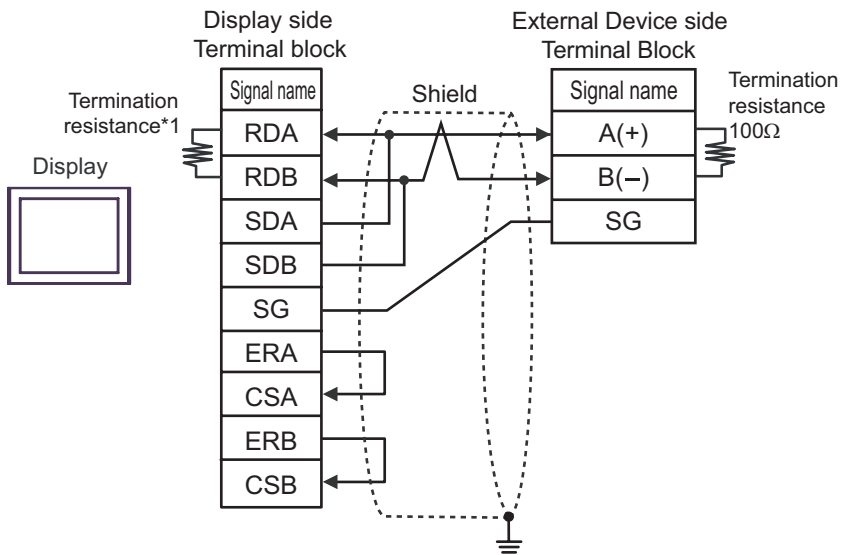 Display side
Terminal block
External Device side
Terminal Block
Signal name
Shield
Signal name
Termination
resistance*1
Termination
resistance
100Ω
RDA
A(+)
RDB
B(−)
Display
SDA
SG
SDB
SG
ERA
CSA
ERB
CSB